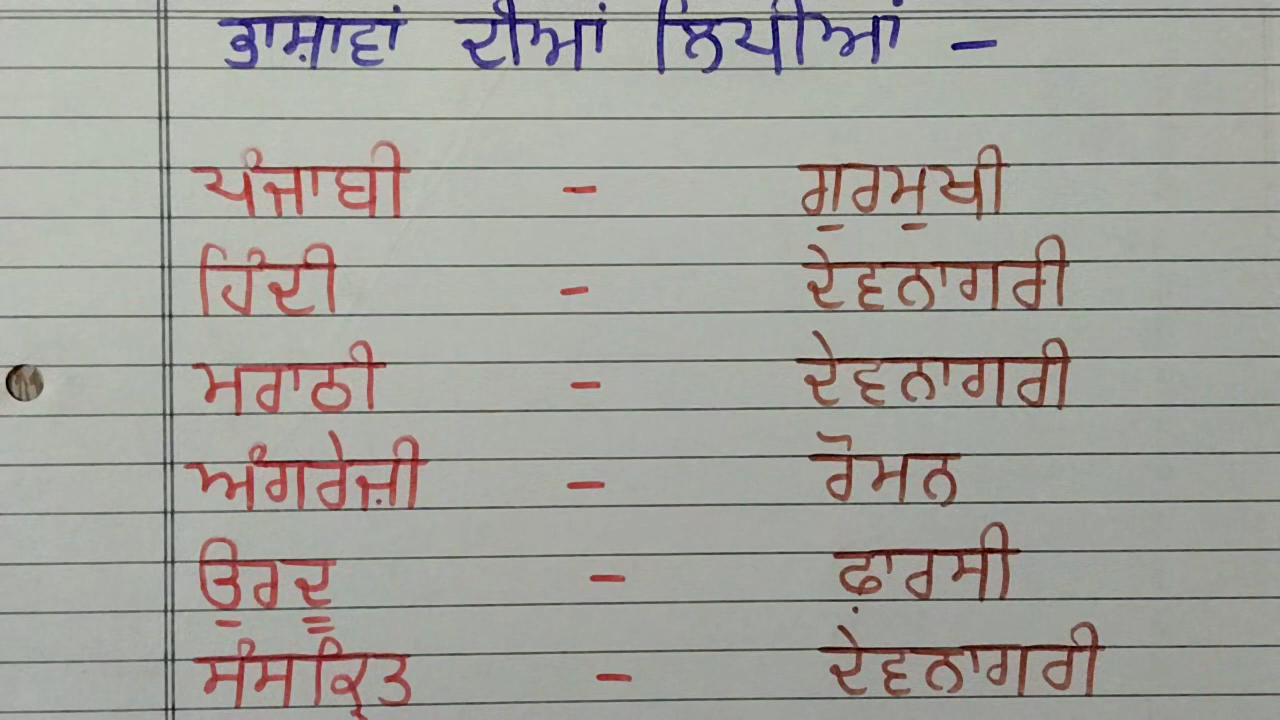 ਭਾਸ਼ਾਵਾਂ ਦੀਆਂ ਲਿਪੀਆਂ -
ਪੰਜਾਬੀ - ਗੁਰਮੁਖੀ
ਹਿੰਦੀ - ਦੇਵਨਾਗਰੀ
ਮਰਾਠੀ - ਦੇਵਨਾਗਰੀ
ਅੰਗਰੇਜ਼ੀ - ਰੋਮਨ
ਉਰਦੂ - ਫ਼ਾਰਸੀ
ਸੰਸਕ੍ਰਿਤ - ਦੇਵਨਾਗਰੀ